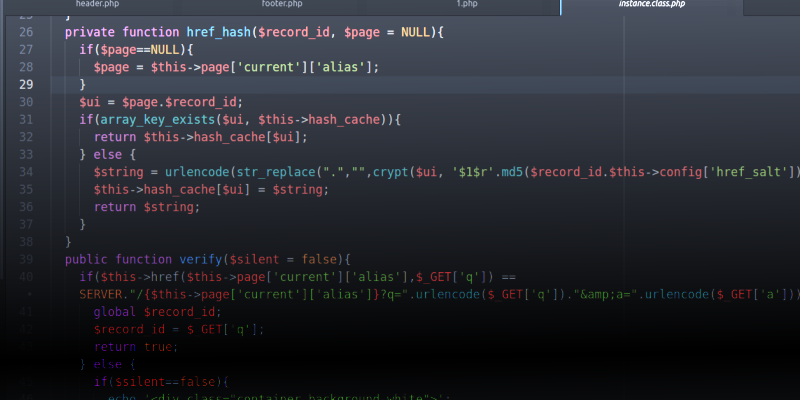 header.php footer.php 1.php instance.class.php
25 }
26 private function href_hash($record_id, $page = NULL){
27 if($page==NULL){
28 $page = $this->page['current']['alias'];
29 }
30 $ui = $page.$record_id;
31 if(array_key_exists($ui, $this->hash_cache)){
32 return $this->hash_cache[$ui];
33 } else {
34 $string = urlencode(str_replace(".","",crypt($ui, '$1$r'.md5($record_id.$this->config['href_salt'])
35 $this->hash_cache[$ui] = $string;
36 return $string;
37 }
38 }
39 public function verify($silent = false){
40 if($this->href($this->page['current']['alias'],$_GET['q']) ==
SERVER."/{$this->page['current']['alias']}?q=".urlencode($_GET['q'])."&amp;a=".urlencode($_GET['a']))
41 global $record_id;
42 $record_id = $_GET['q'];
return true;
} else {
if($silent==false){
echo '<div class="container background-white">';